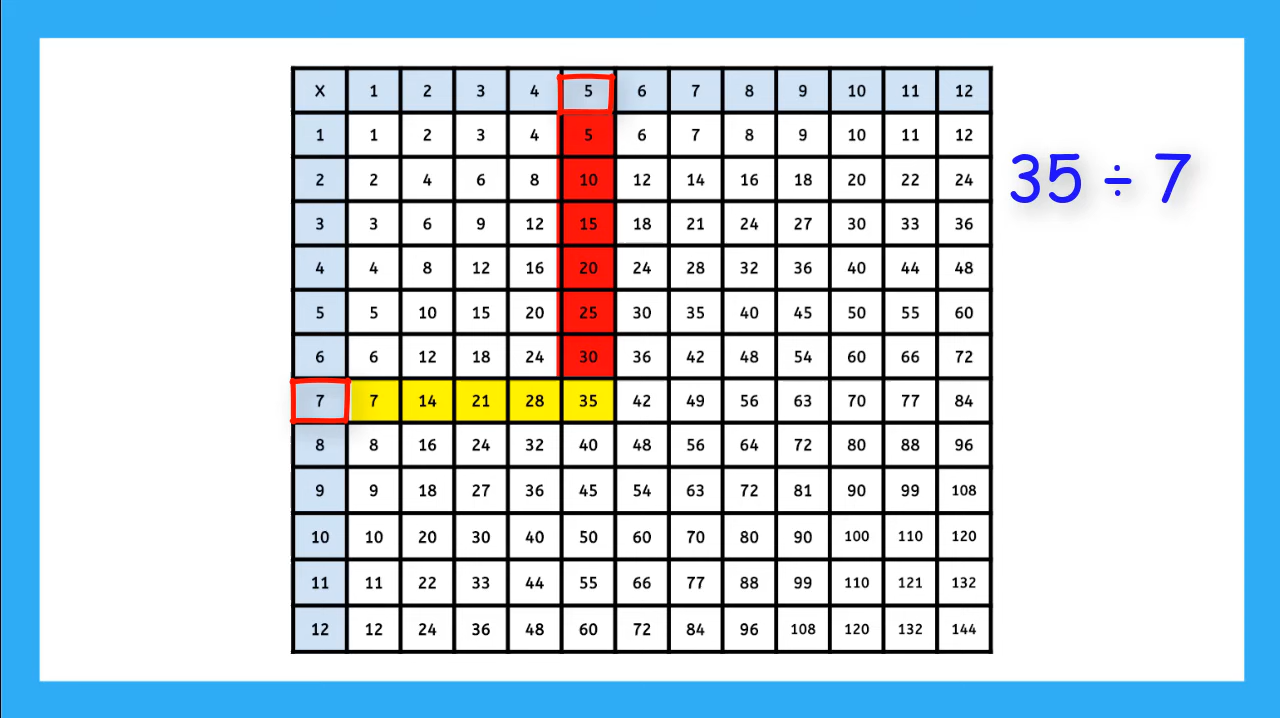 X 1 2 3 4 5 6 7 8 9 10 11 12
1 1 2 3 4 5 6 7 8 9 10 11 12
2 2 4 6 8 10 12 14 16 18 20 22 24
35 ÷ 7
3 3 6 9 12 15 18 21 24 27 30 33 36
4 4 8 12 16 20 24 28 32 36 40 44 48
5 5 10 15 20 25 30 35 40 45 50 55 60
6 6 12 18 24 30 36 42 48 54 60 66 72
7 7 14 21 28 35 42 49 56 63 70 77 84
8 8 16 24 32 40 48 56 64 72 80 88 96
9 9 18 27 36 45 54 63 72 81 90 99 108
10 10 20 30 40 50 60 70 80 90 100 110 120
11 11 22 33 44 55 66 77 88 99 110 121 132
12 12 24 36 48 60 72 84 96 108 120 132 144